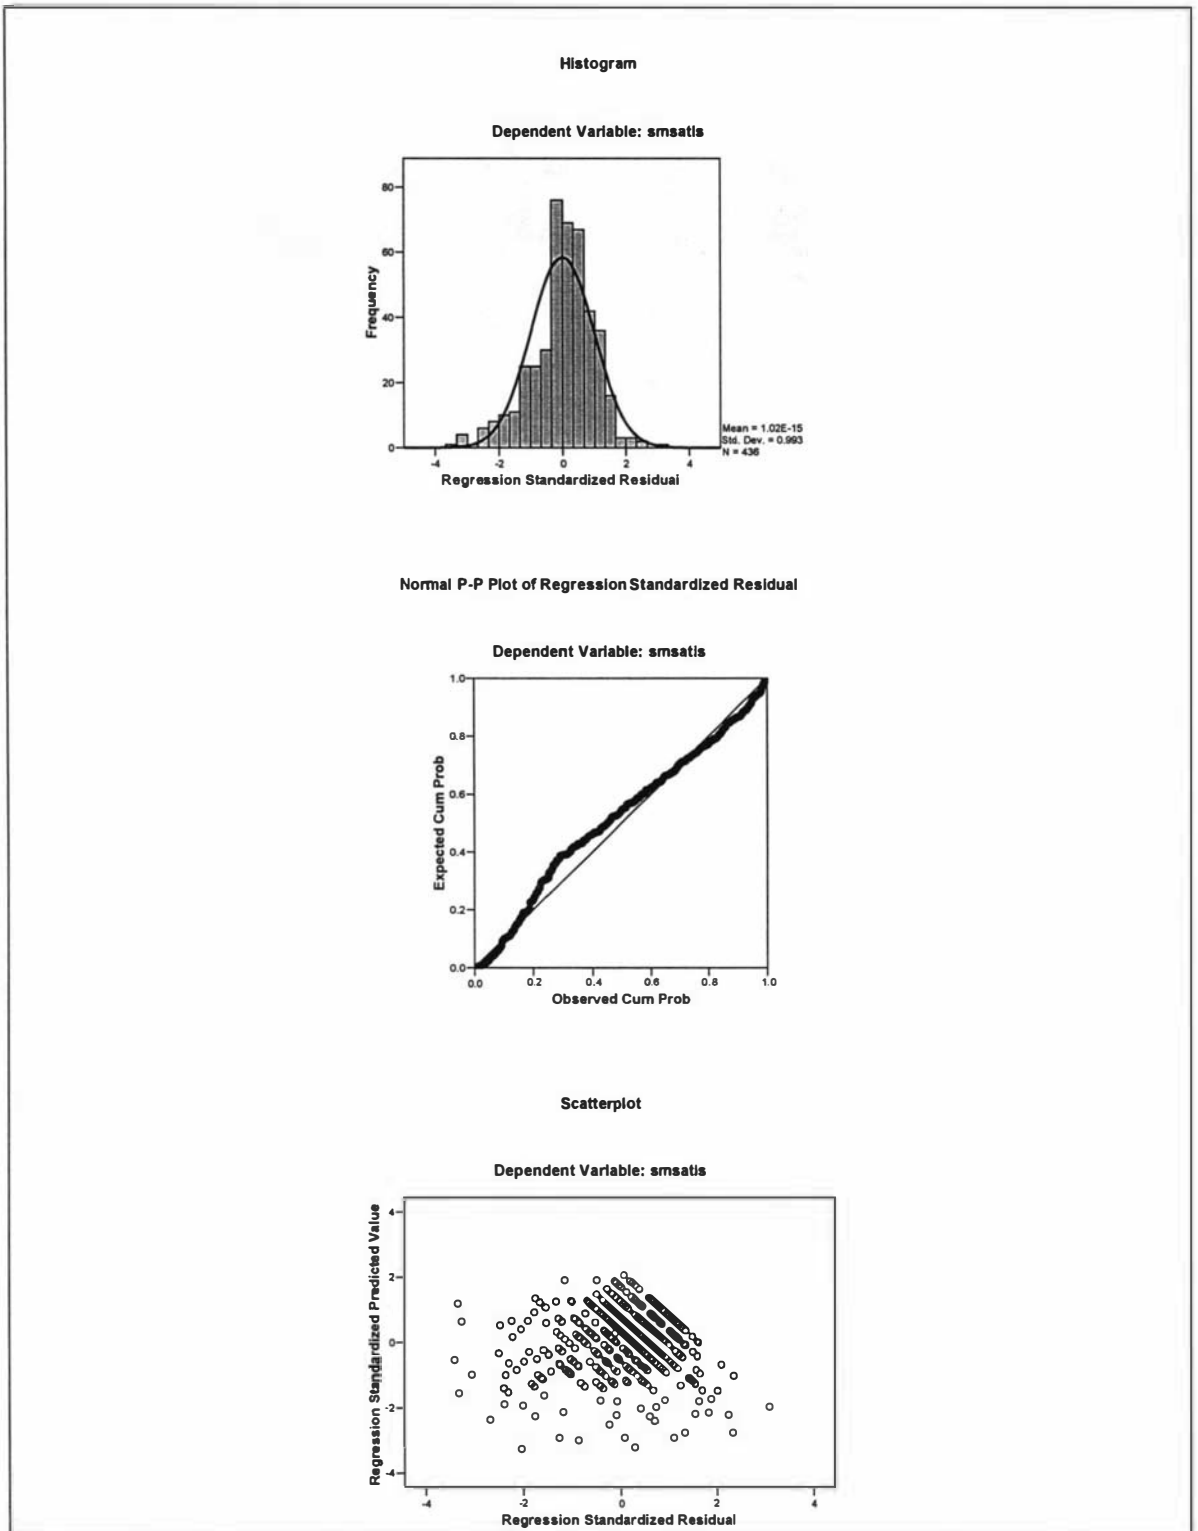 Histogram
Dependent Variable: smsatis
80
60
40
20
0
Frequency
-4
-2
0
2
4
Regression Standardized Residual
Mean = 1.02E-15
Std. Dev. = 0.993
N = 436
Normal P-P Plot of Regression Standardized Residual
Dependent Variable: smsatis
1.0
0.8
0.6
0.4
0.2
0.0
Expected Cum Prob
0.0
0.2
0.4
0.6
0.8
1.0
Observed Cum Prob
Scatterplot
Dependent Variable: smsatis
4
2
0
-2
-4
Regression Standardized Predicted Value
-4
-2
0
2
4
Regression Standardized Residual